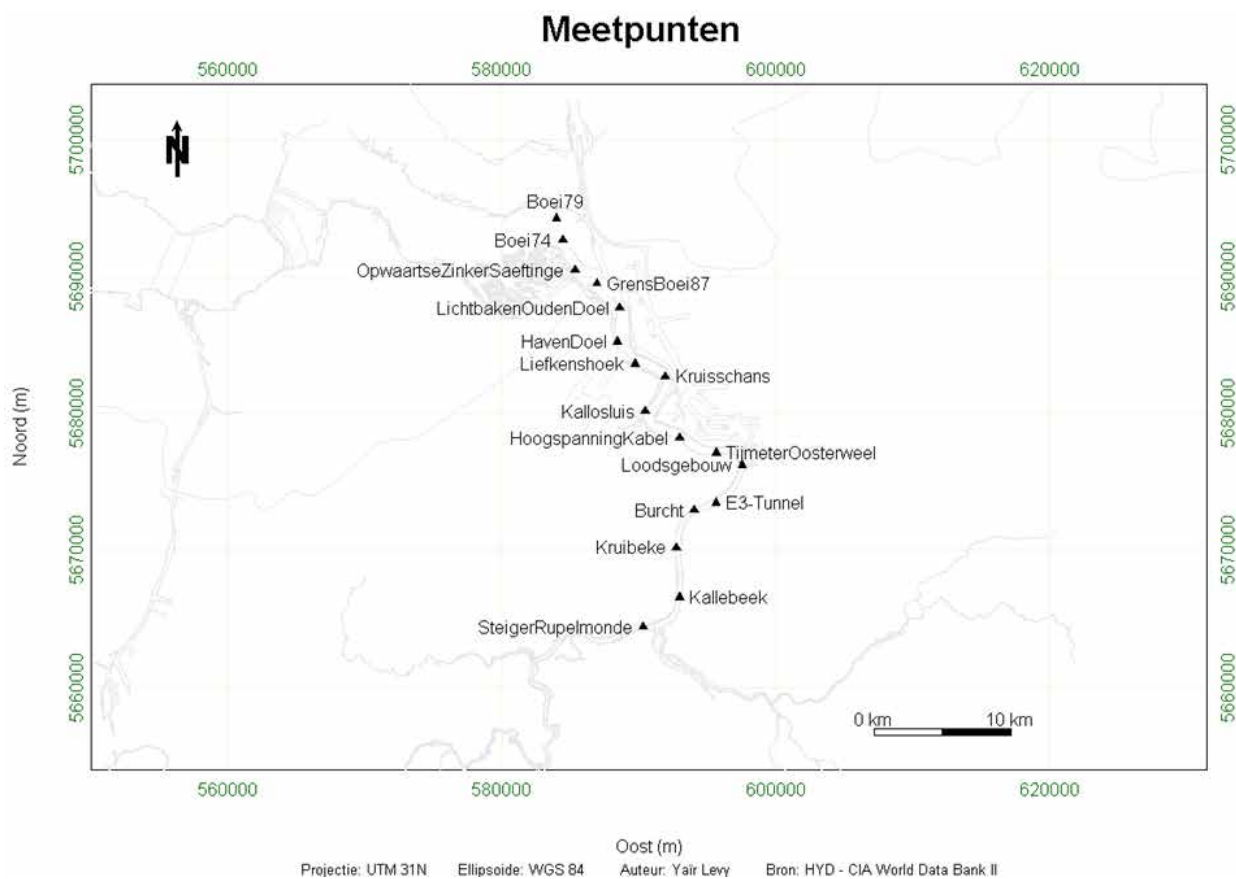 Meetpunten
560000 580000 600000 620000
5700000
5700000
N
Boei79
Boei74
OpwaartseZinkerSaeftinge
5690000
GrensBoei87
5690000
LichtbakenOudenDoel
HavenDoel
Liefkenshoek
Kruisschans
Noord (m)
5680000
Kallosluis
5680000
HoogspanningKabel
TijmeterOosterweel
Loodsgebouw
E3-Tunnel
Burcht
5670000
Kruibeke
5670000
Kallebeek
SteigerRupelmonde
5660000
5660000
0 km 10 km
560000 580000 600000 620000
Oost (m)
Projectie: UTM 31N Ellipsoide: WGS 84 Auteur: Yaïr Levy Bron: HYD - CIA World Data Bank II